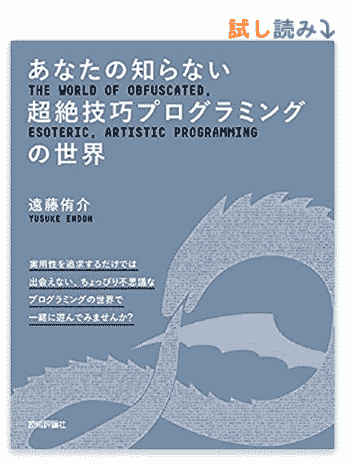 試し読み⤵
あなたの知らない
THE WORLD OF OBFUSCATED,
超絶技巧プログラミング
ESOTERIC, ARTISTIC PROGRAMMING
の世界
遠藤侑介
YUSUKE ENDOH
実用性を追求するだけでは
出会えない、ちょっぴり不思議な
プログラミングの世界で
一緒に遊んでみませんか?
技術評論社